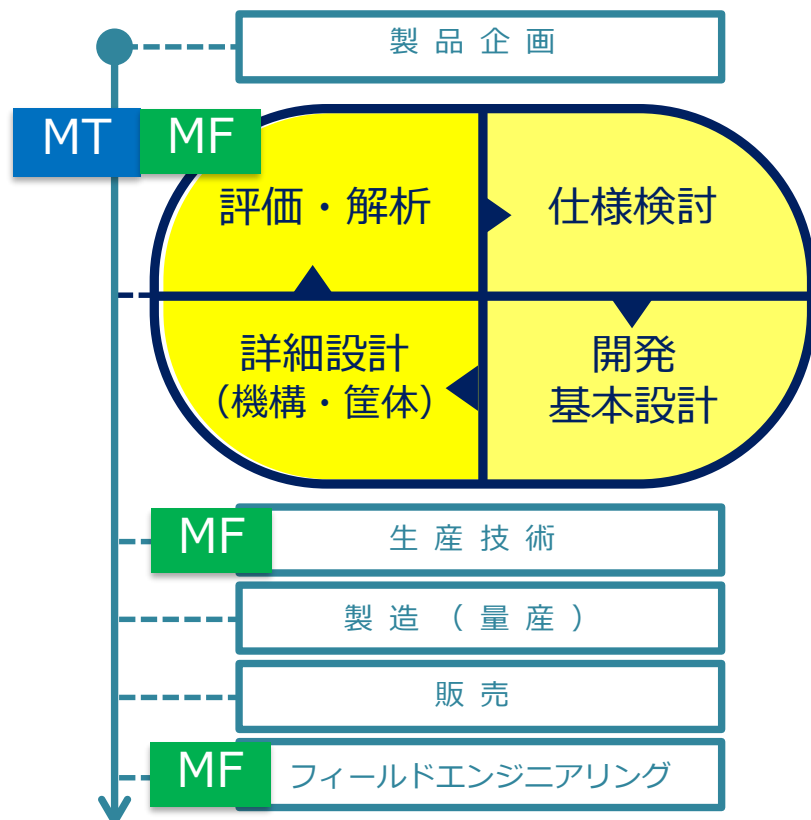 製品企画
MT
MF
評価・解析
仕様検討
詳細設計
（機構・筐体）
開発
基本設計
MF
生産技術
製造（量産）
販売
MF
フィールドエンジニアリング